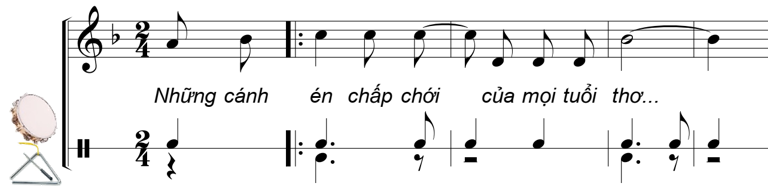 Những cánh én chấp chới của mọi tuổi thơ...